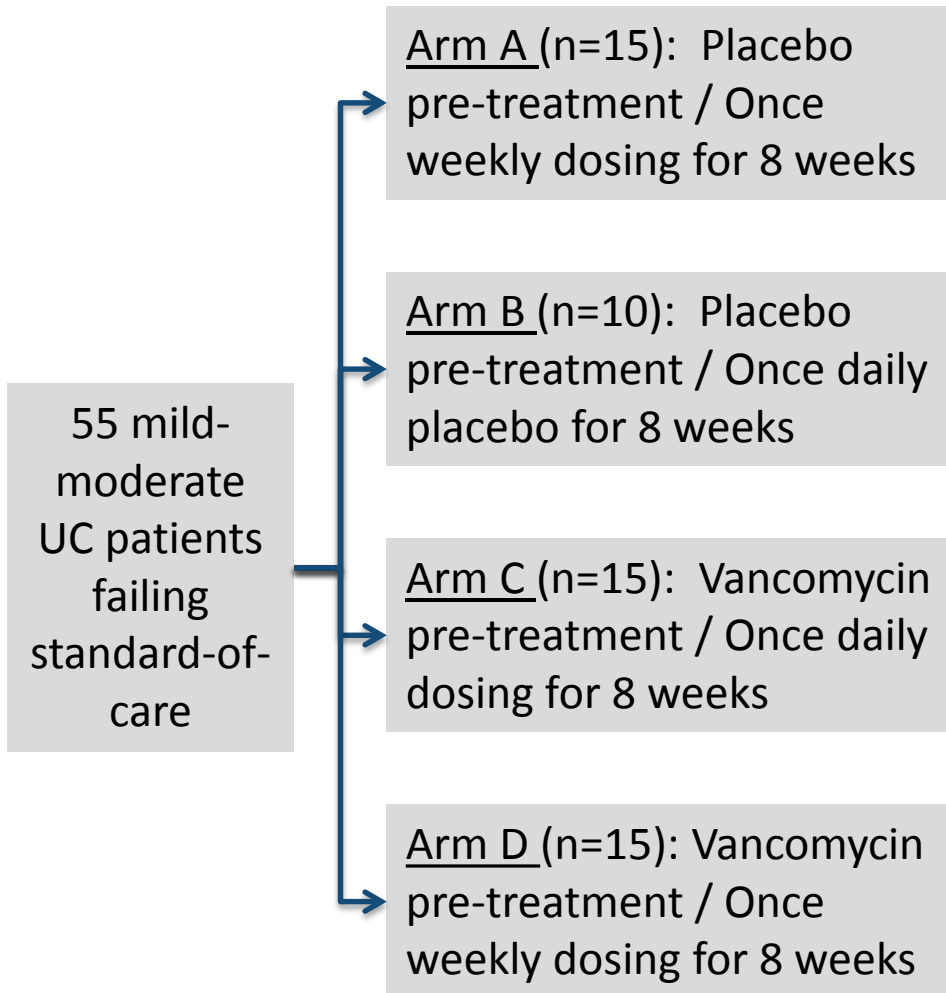 55 mild-
moderate
UC patients
failing
standard-of-
care
Arm A (n=15):  Placebo
pre-treatment / Once
weekly dosing for 8 weeks
Arm B (n=10):  Placebo
pre-treatment / Once daily
placebo for 8 weeks
Arm C (n=15):  Vancomycin
pre-treatment / Once daily
dosing for 8 weeks
Arm D (n=15): Vancomycin
pre-treatment / Once
weekly dosing for 8 weeks